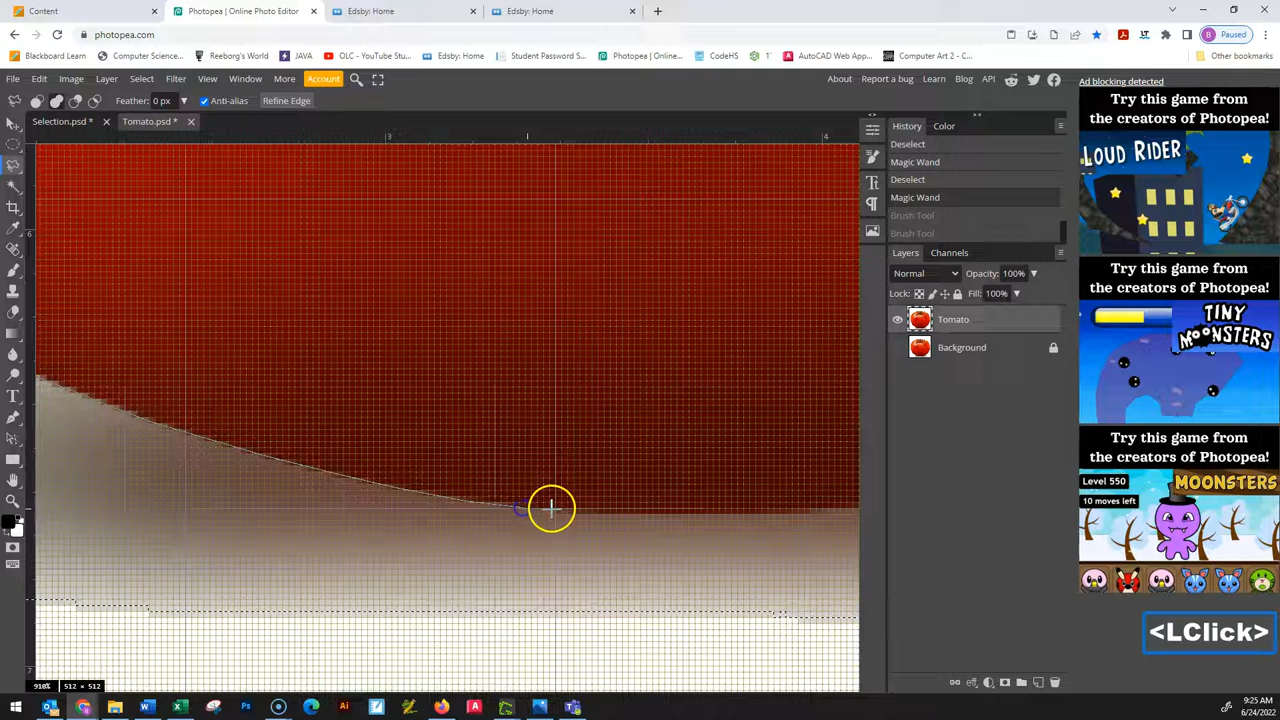 Content
Photopea | Online Photo Editor
Edsby: Home
Edsby: Home
photopea.com
B
Paused
Blackboard Learn
Computer Science...
Reeborg's World
JAVA
OLC - YouTube Stu...
Edsby: Home
Student Password S...
Photopea | Online...
CodeHS
AutoCAD Web App...
Computer Art 2 - C...
Other bookmarks
File Edit Image Layer Select Filter View Window More Account
About Report a bug Learn Blog API
Ad blocking detected
Feather: 0 px
Anti-alias
Refine Edge
Selection.psd *
Tomato.psd *
3
4
6
7
History Color
Deselect
Magic Wand
Deselect
Magic Wand
Brush Tool
Brush Tool
Layers Channels
Normal
Opacity: 100%
Lock:
Fill: 100%
Tomato
Background
Try this game from
the creators of Photopea!
LOUD RIDER
Try this game from
the creators of Photopea!
TINY
MOONSTERS
Try this game from
the creators of Photopea!
Level 550
10 moves left
MOONSTERS
<LClick>
910%
512 × 512
9:25 AM
6/24/2022